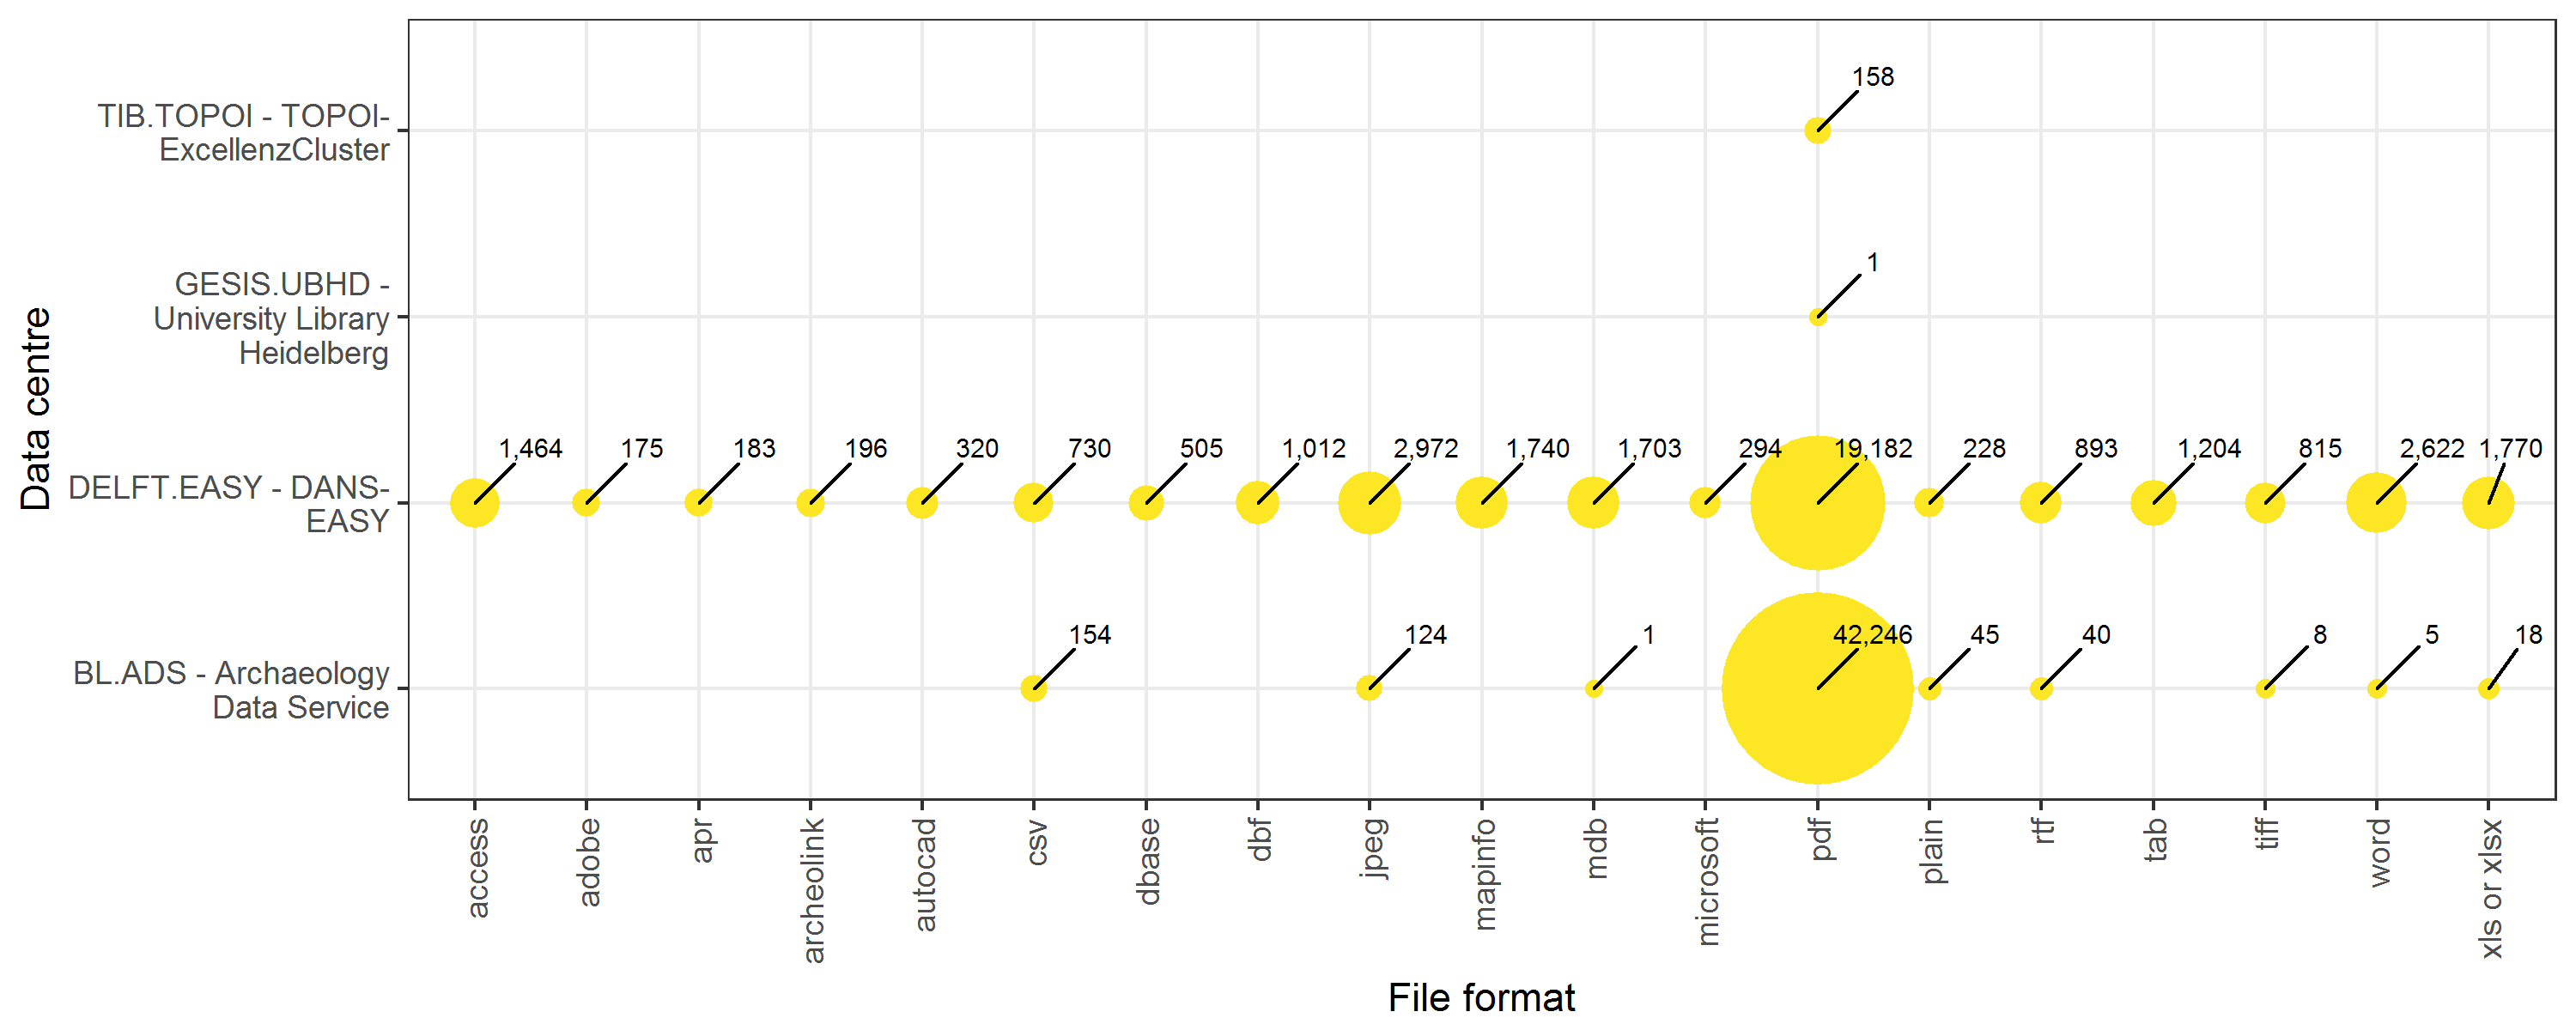 Data centre
158
TIB.TOPOI - TOPOI-
ExcellenzCluster
1
GESIS.UBHD -
University Library
Heidelberg
1,464 175 183 196 320 730 505 1,012 2,972 1,740 1,703 294 19,182 228 893 1,204 815 2,622 1,770
DELFT.EASY - DANS-
EASY
154 124 1 42,246 45 40 8 5 18
BL.ADS - Archaeology
Data Service
access
adobe
apr
archeolink
autocad
csv
dbase
dbf
jpeg
mapinfo
mdb
microsoft
pdf
plain
rtf
tab
tiff
word
xls or xlsx
File format